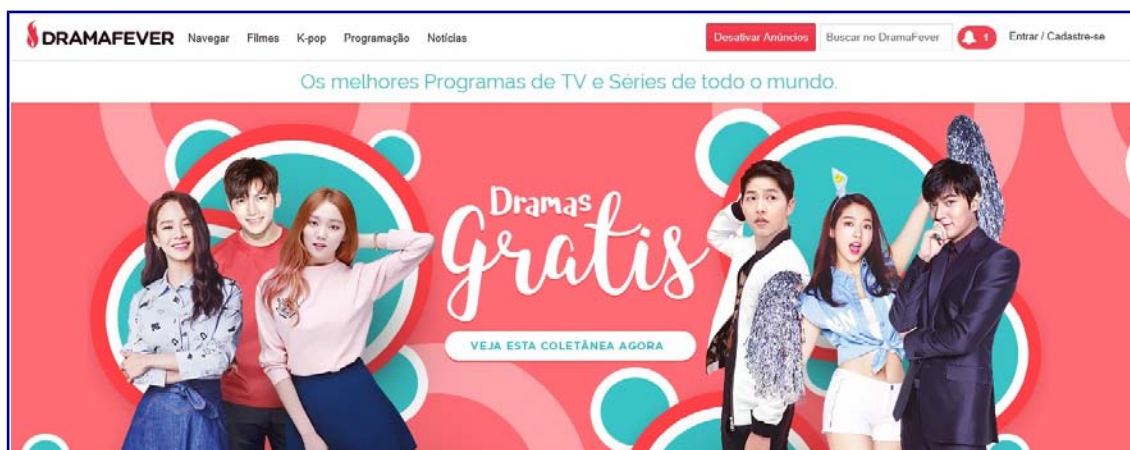 DRAMAFEVER Navegar Filmes K-pop Programação Notícias Desativar Anúncios Buscar no DramaFever 1 Entrar / Cadastre-se
Os melhores Programas de TV e Séries de todo o mundo.
Dramas
gratis
VEJA ESTA COLETÂNEA AGORA